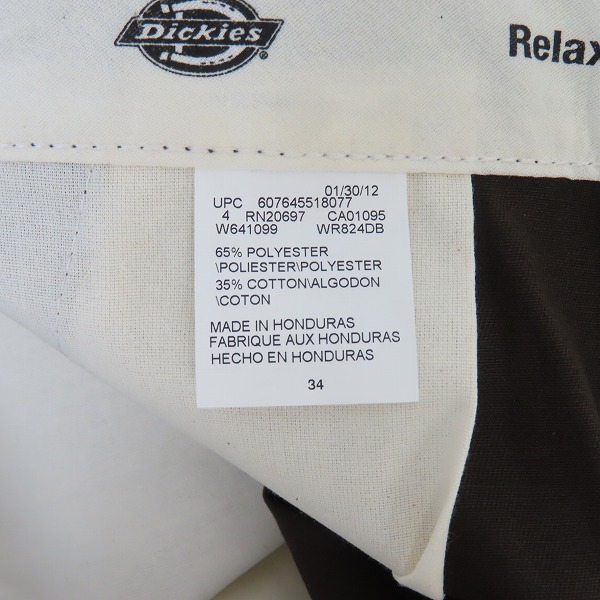 Dickies
Relax
01/30/12
UPC 607645518077
4 RN20697 CA01095
W641099 WR824DB
65% POLYESTER
\POLIESTER\POLYESTER
35% COTTON\ALGODON
\COTON
MADE IN HONDURAS
FABRIQUE AUX HONDURAS
HECHO EN HONDURAS
34